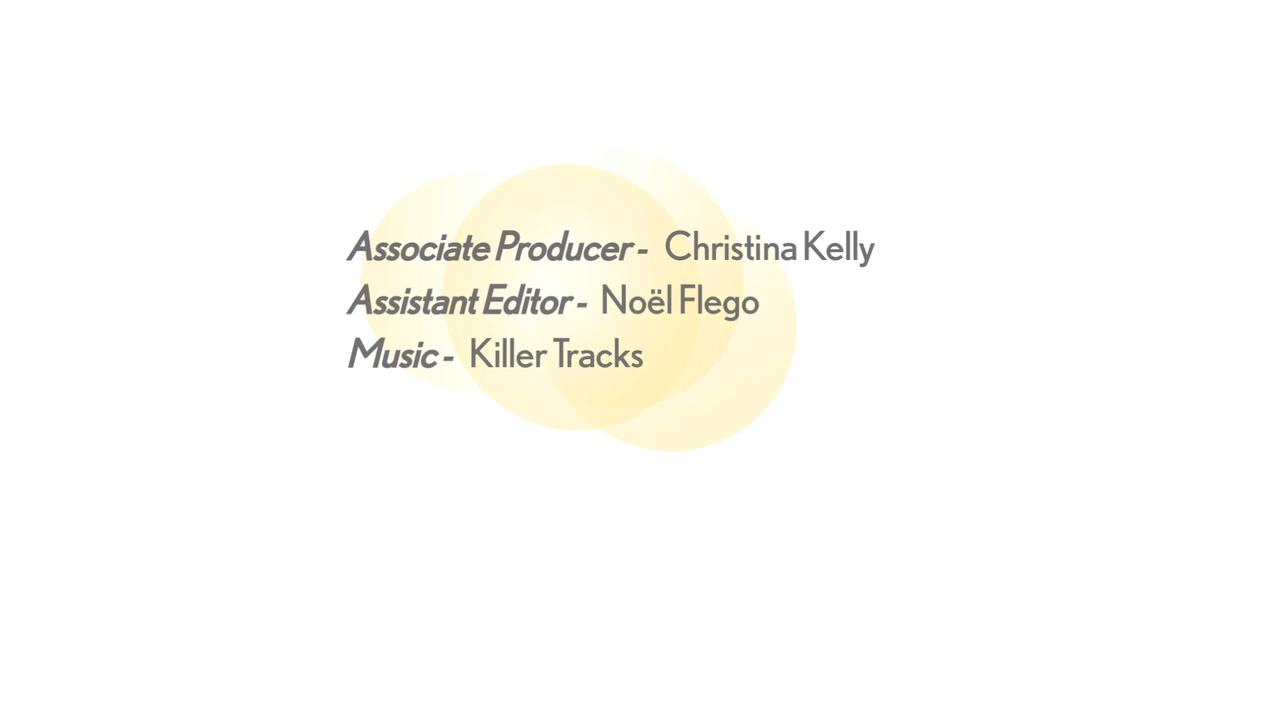 Associate Producer - Christina Kelly
Assistant Editor - Noël Flego
Music - Killer Tracks